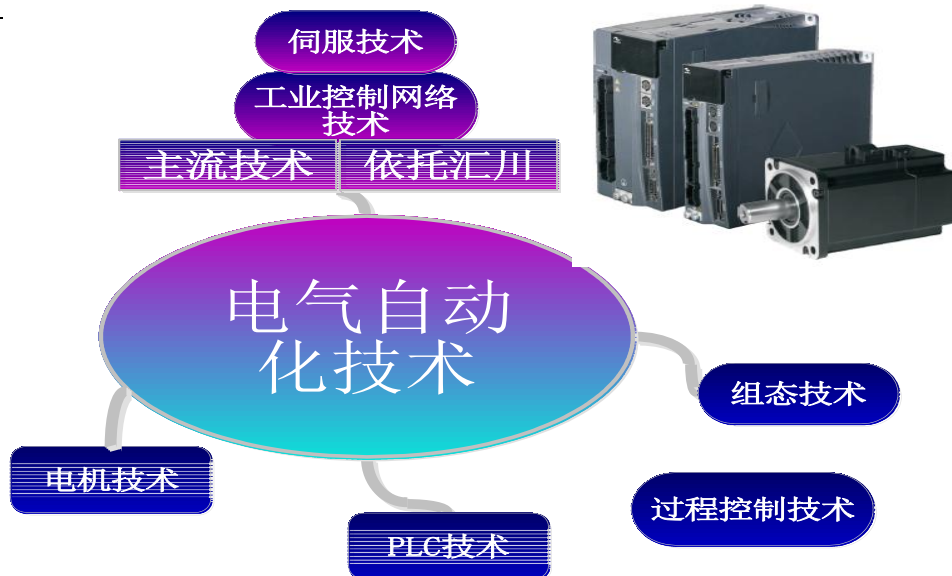 伺服技术
工业控制网络
技术
主流技术
依托汇川
电气自动
化技术
组态技术
电机技术
过程控制技术
PLC技术